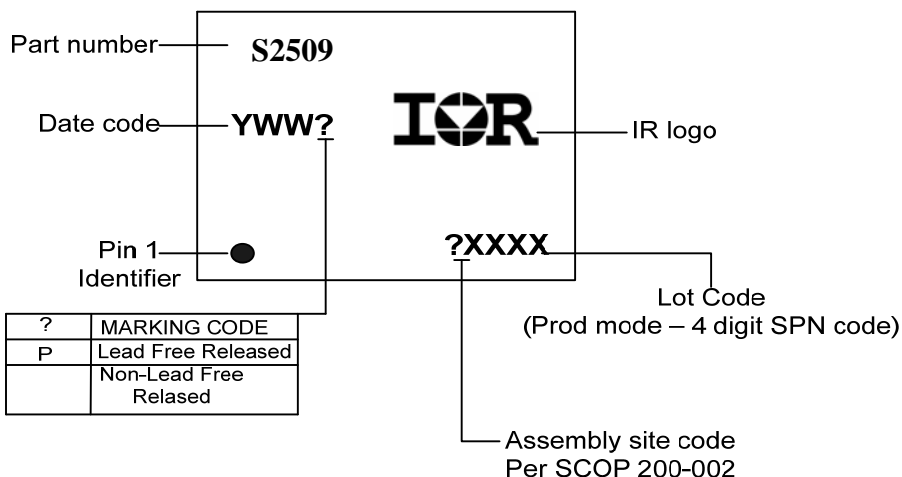 Part number
S2509
Date code
YWW?
IOR
IR logo
Pin 1
Identifier
?XXXX
Lot Code
(Prod mode – 4 digit SPN code)
? MARKING CODE
P Lead Free Released
Non-Lead Free
Relased
Assembly site code
Per SCOP 200-002